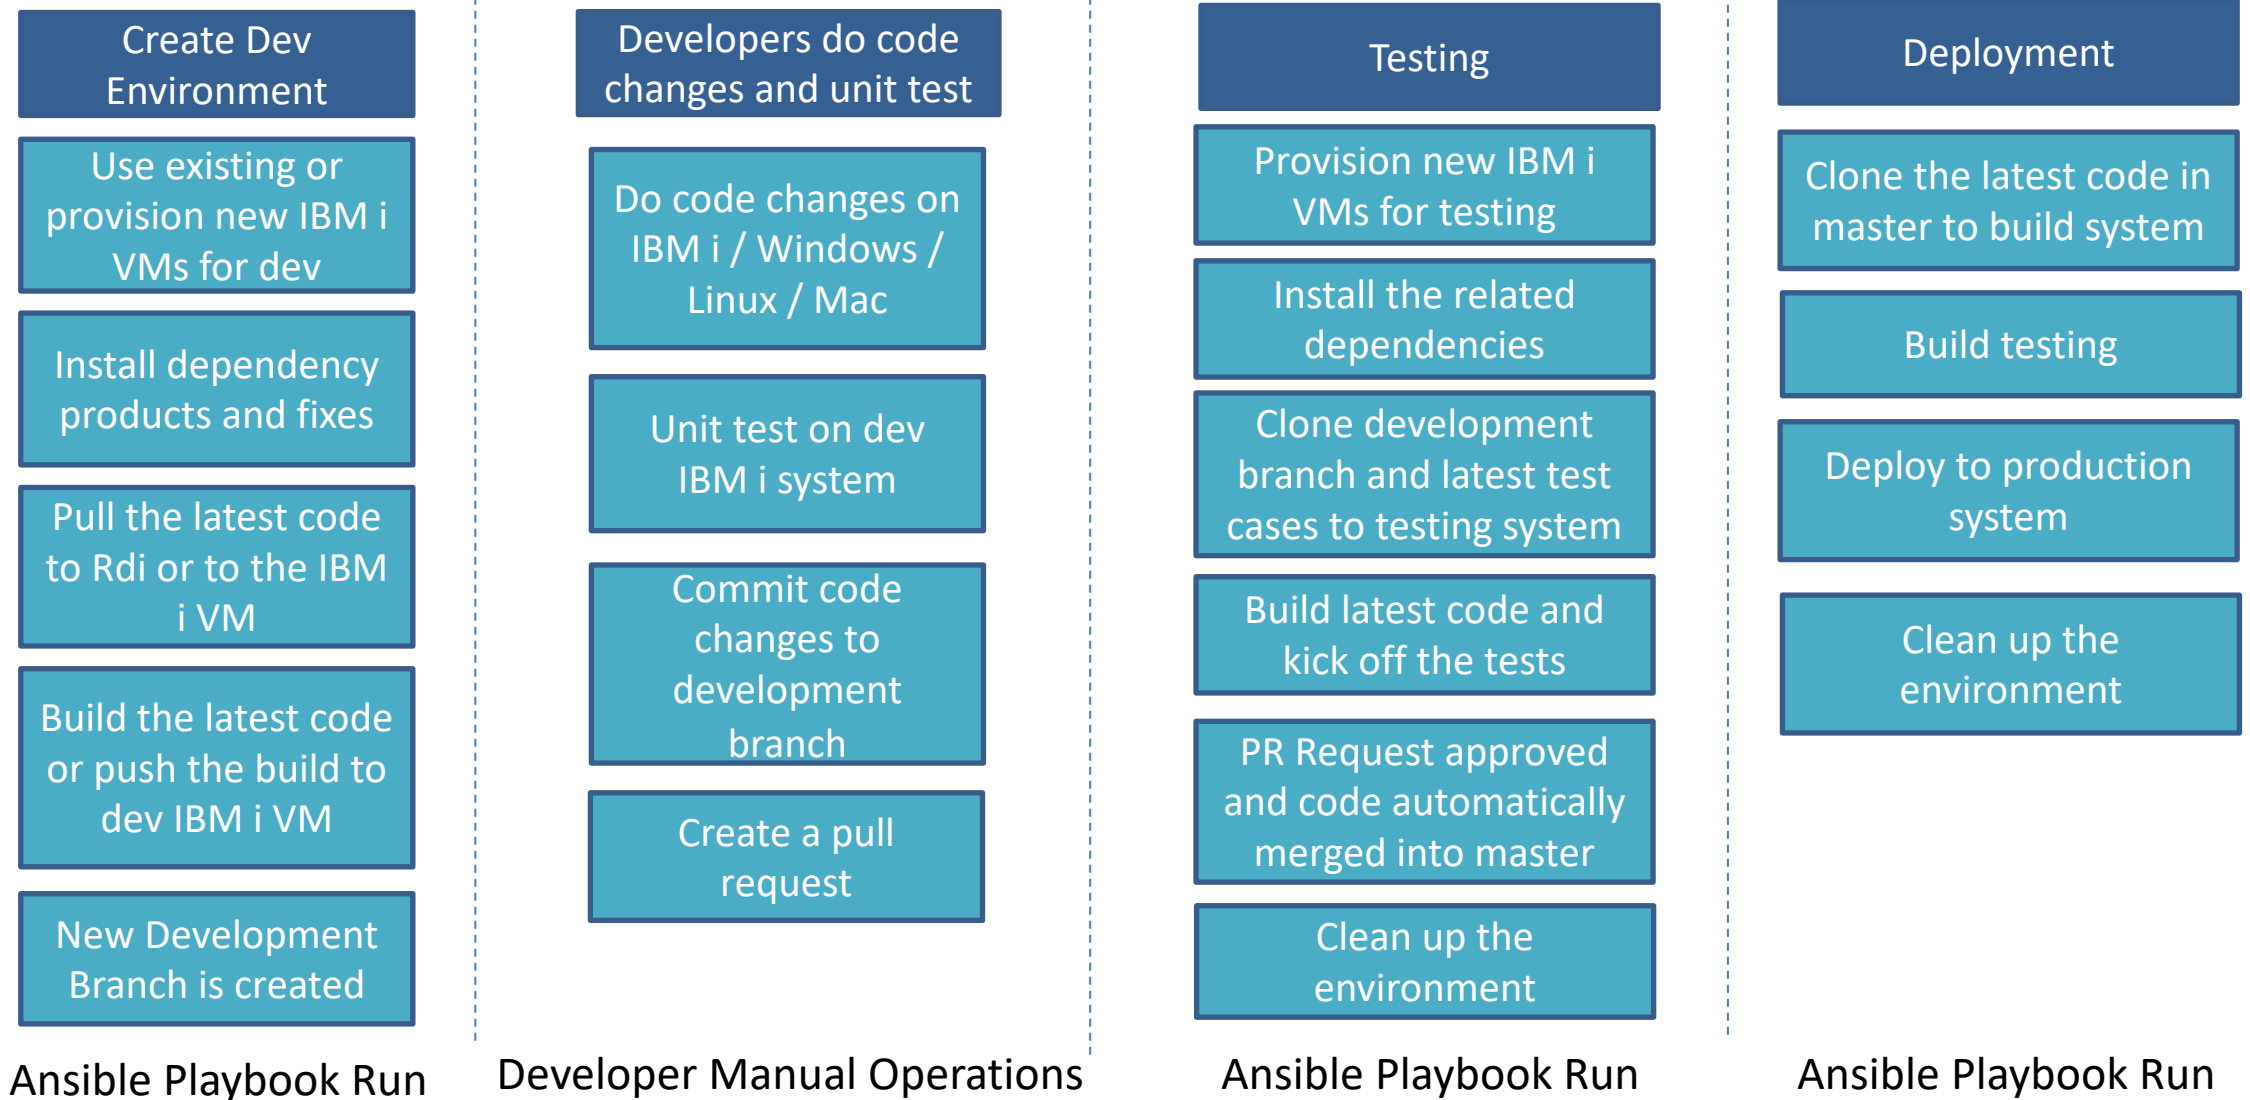 Create Dev
Environment
Use existing or
provision new IBM i
VMs for dev
Install dependency
products and fixes
Pull the latest code
to Rdi or to the IBM
i VM
Build the latest code
or push the build to
dev IBM i VM
New Development
Branch is created
Ansible Playbook Run
Developers do code
changes and unit test
Do code changes on
IBM i / Windows /
Linux / Mac
Unit test on dev
IBM i system
Commit code
changes to
development
branch
Create a pull
request
Developer Manual Operations
Testing
Provision new IBM i
VMs for testing
Install the related
dependencies
Clone development
branch and latest test
cases to testing system
Build latest code and
kick off the tests
PR Request approved
and code automatically
merged into master
Clean up the
environment
Ansible Playbook Run
Deployment
Clone the latest code in
master to build system
Build testing
Deploy to production
system
Clean up the
environment
Ansible Playbook Run